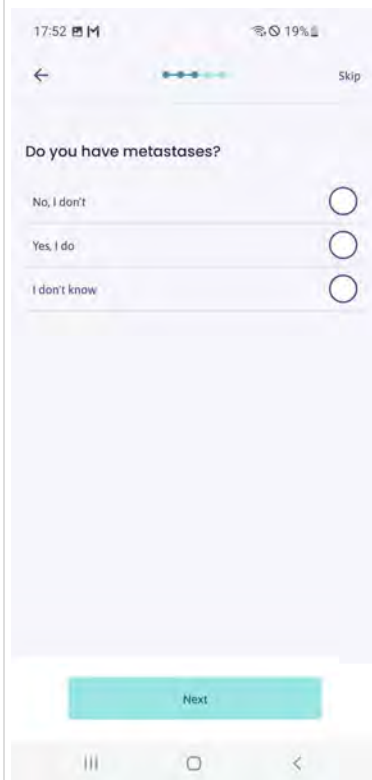 17:52 19%
Skip
Do you have metastases?
No, I don't
Yes, I do
I don't know
Next